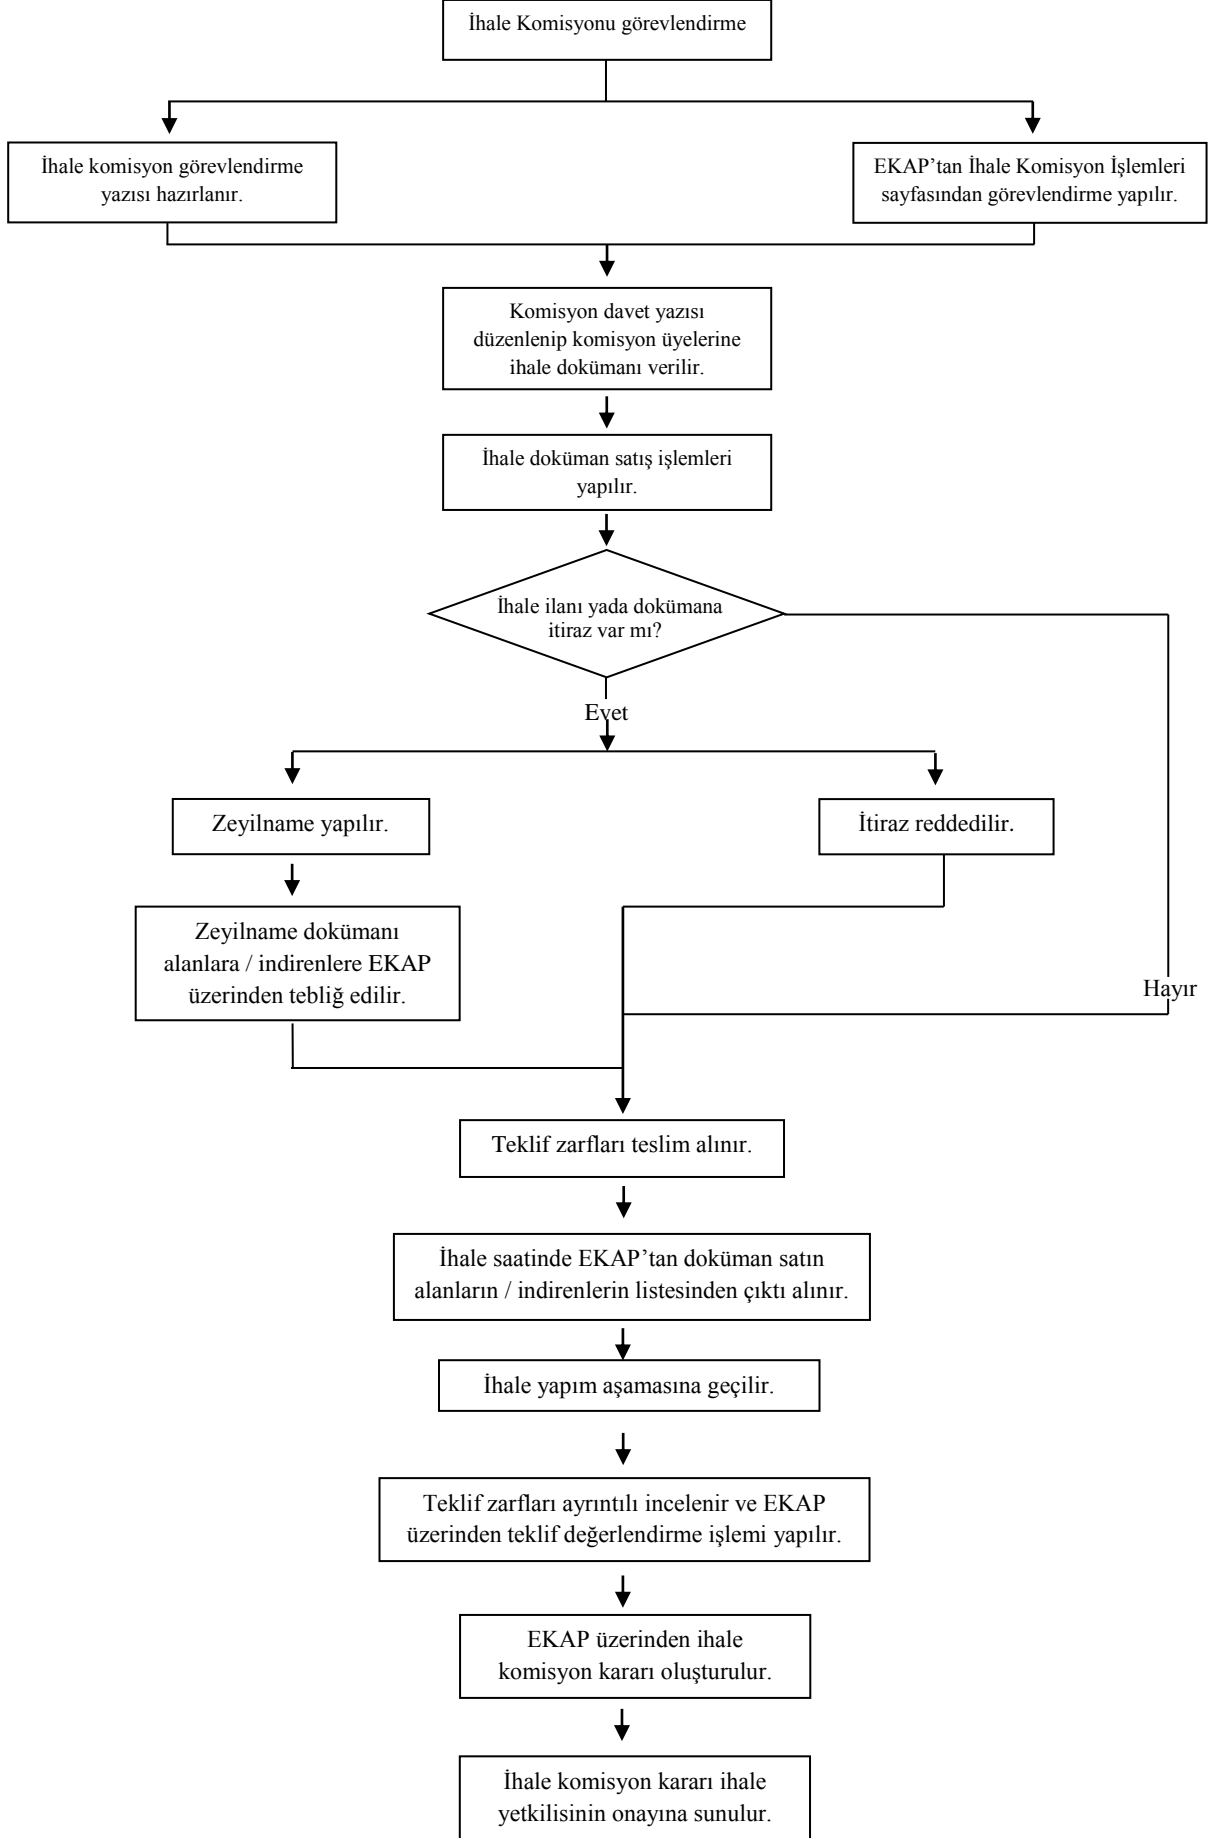 İhale Komisyonu görevlendirme
İhale komisyon görevlendirme
yazısı hazırlanır.
EKAP’tan İhale Komisyon İşlemleri
sayfasından görevlendirme yapılır.
Komisyon davet yazısı
düzenlenip komisyon üyelerine
ihale dokümanı verilir.
İhale doküman satış işlemleri
yapılır.
İhale ilanı yada dokümana
itiraz var mı?
Evet
Zeyilname yapılır.
İtiraz reddedilir.
Zeyilname dokümanı
alanlara / indirenlere EKAP
üzerinden tebliğ edilir.
Hayır
Teklif zarfları teslim alınır.
İhale saatinde EKAP’tan doküman satın
alanların / indirenlerin listesinden çıktı alınır.
İhale yapım aşamasına geçilir.
Teklif zarfları ayrıntılı incelenir ve EKAP
üzerinden teklif değerlendirme işlemi yapılır.
EKAP üzerinden ihale
komisyon kararı oluşturulur.
İhale komisyon kararı ihale
yetkilisinin onayına sunulur.